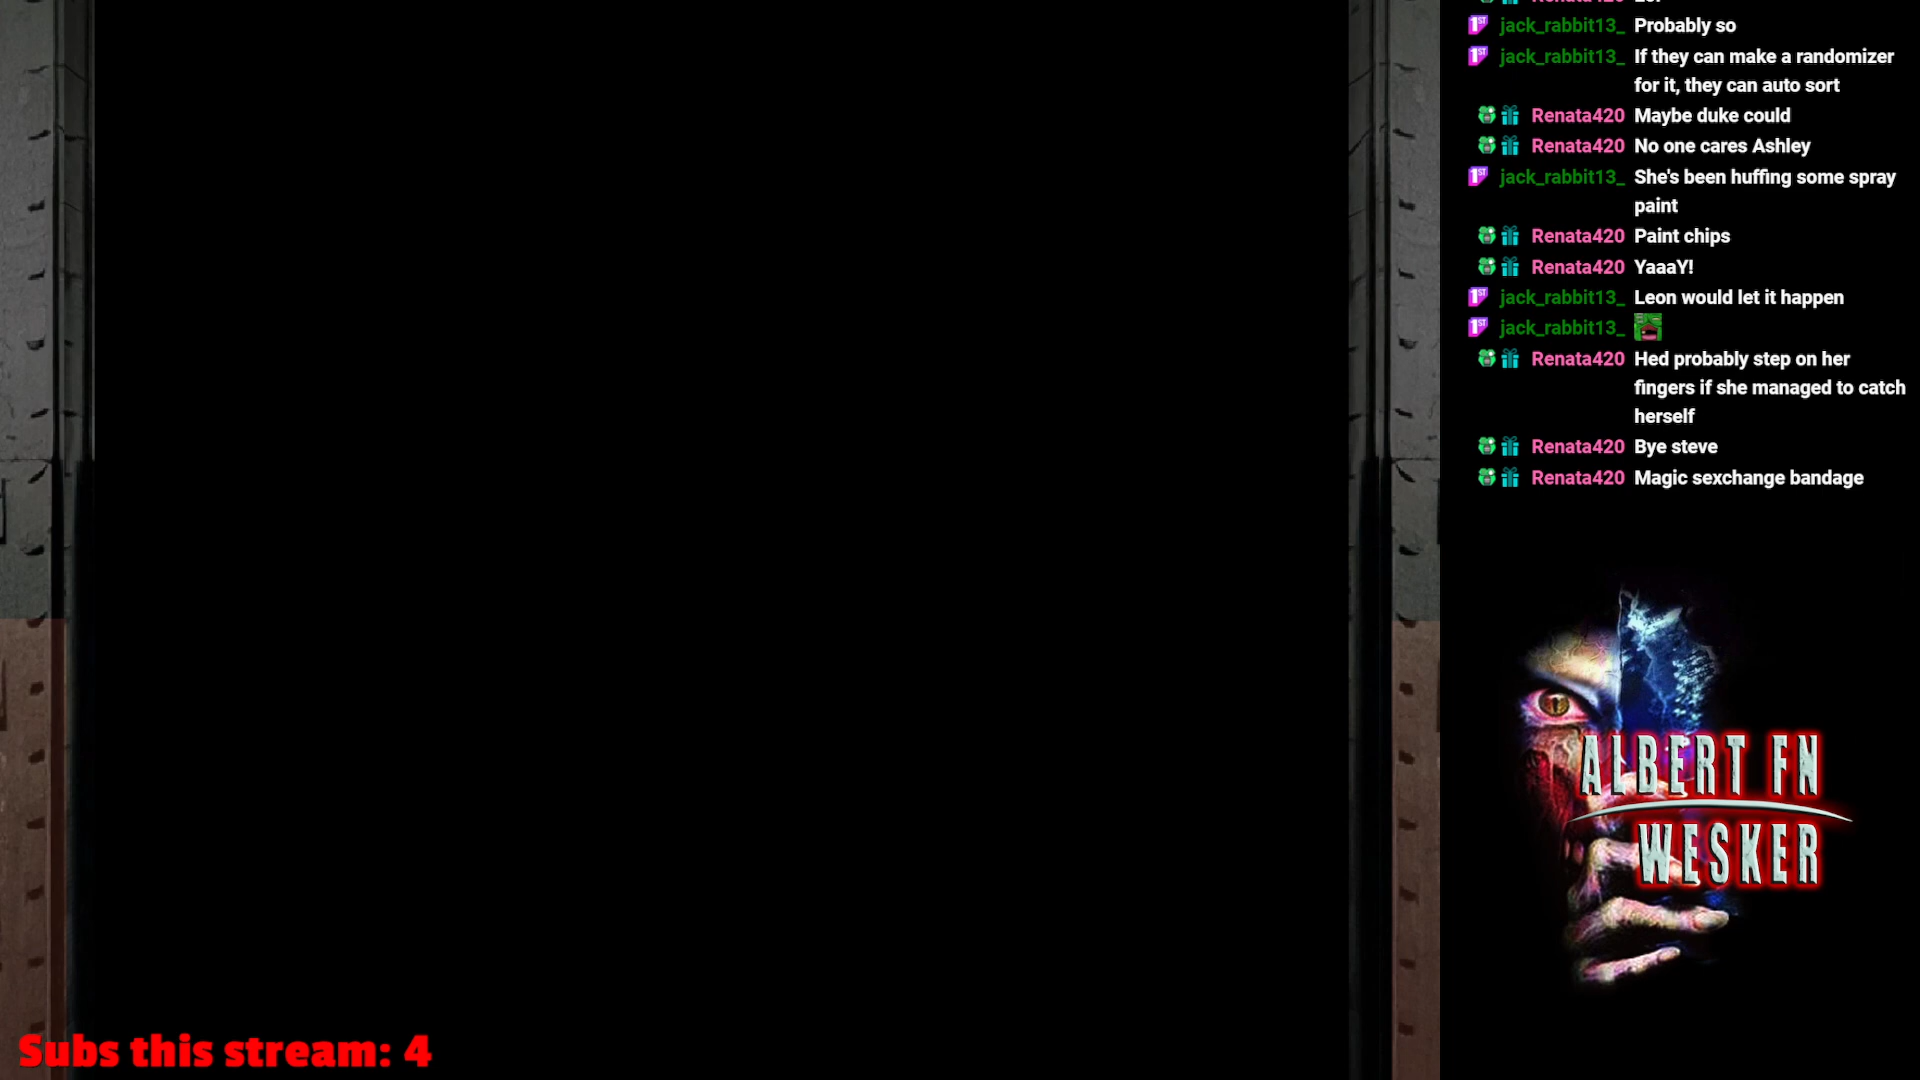 jack_rabbit13_ Probably so
jack_rabbit13_ If they can make a randomizer
for it, they can auto sort
Renata420 Maybe duke could
Renata420 No one cares Ashley
jack_rabbit13_ She's been huffing some spray
paint
Renata420 Paint chips
Renata420 YaaaY!
jack_rabbit13_ Leon would let it happen
jack_rabbit13_
Renata420 Hed probably step on her
fingers if she managed to catch
herself
Renata420 Bye steve
Renata420 Magic sexchange bandage
ALBERT FN
WESKER
Subs this stream: 4